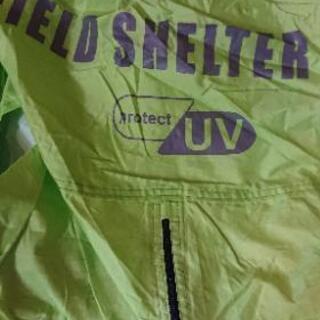 IELD SHELTER
protect UV